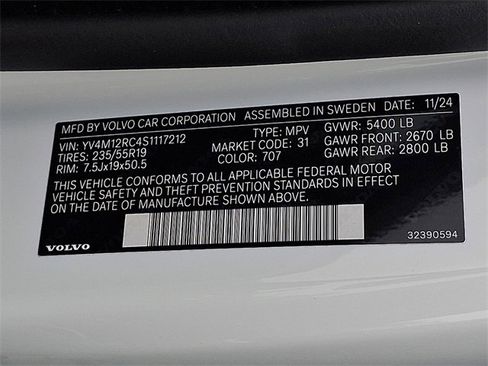 MFD BY VOLVO CAR CORPORATION ASSEMBLED IN SWEDEN DATE: 11/24
VIN: YV4M12RC4S1117212 TYPE: MPV GVWR: 5400 LB
TIRES: 235/55R19 MARKET CODE: 31 GAWR FRONT: 2670 LB
RIM: 7.5Jx19x50.5 COLOR: 707 GAWR REAR: 2800 LB
THIS VEHICLE CONFORMS TO ALL APPLICABLE FEDERAL MOTOR
VEHICLE SAFETY AND THEFT PREVENTION STANDARDS IN EFFECT
ON THE DATE OF MANUFACTURE SHOWN ABOVE.
VOLVO 32390594